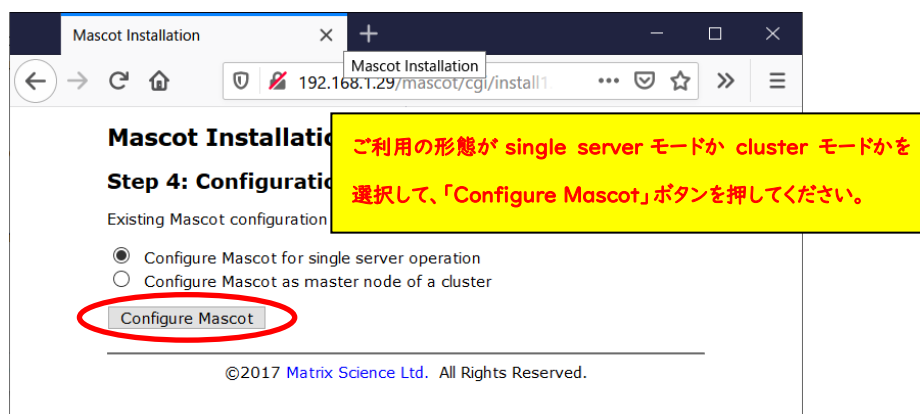 Mascot Installation
Mascot Installation
192.168.1.29/mascot/cgi/install1
Mascot Installatio
ご利用の形態が single server モードか cluster モードかを
選択して、「Configure Mascot」ボタンを押してください。
Step 4: Configuratio
Existing Mascot configuration
Configure Mascot for single server operation
Configure Mascot as master node of a cluster
Configure Mascot
©2017 Matrix Science Ltd. All Rights Reserved.